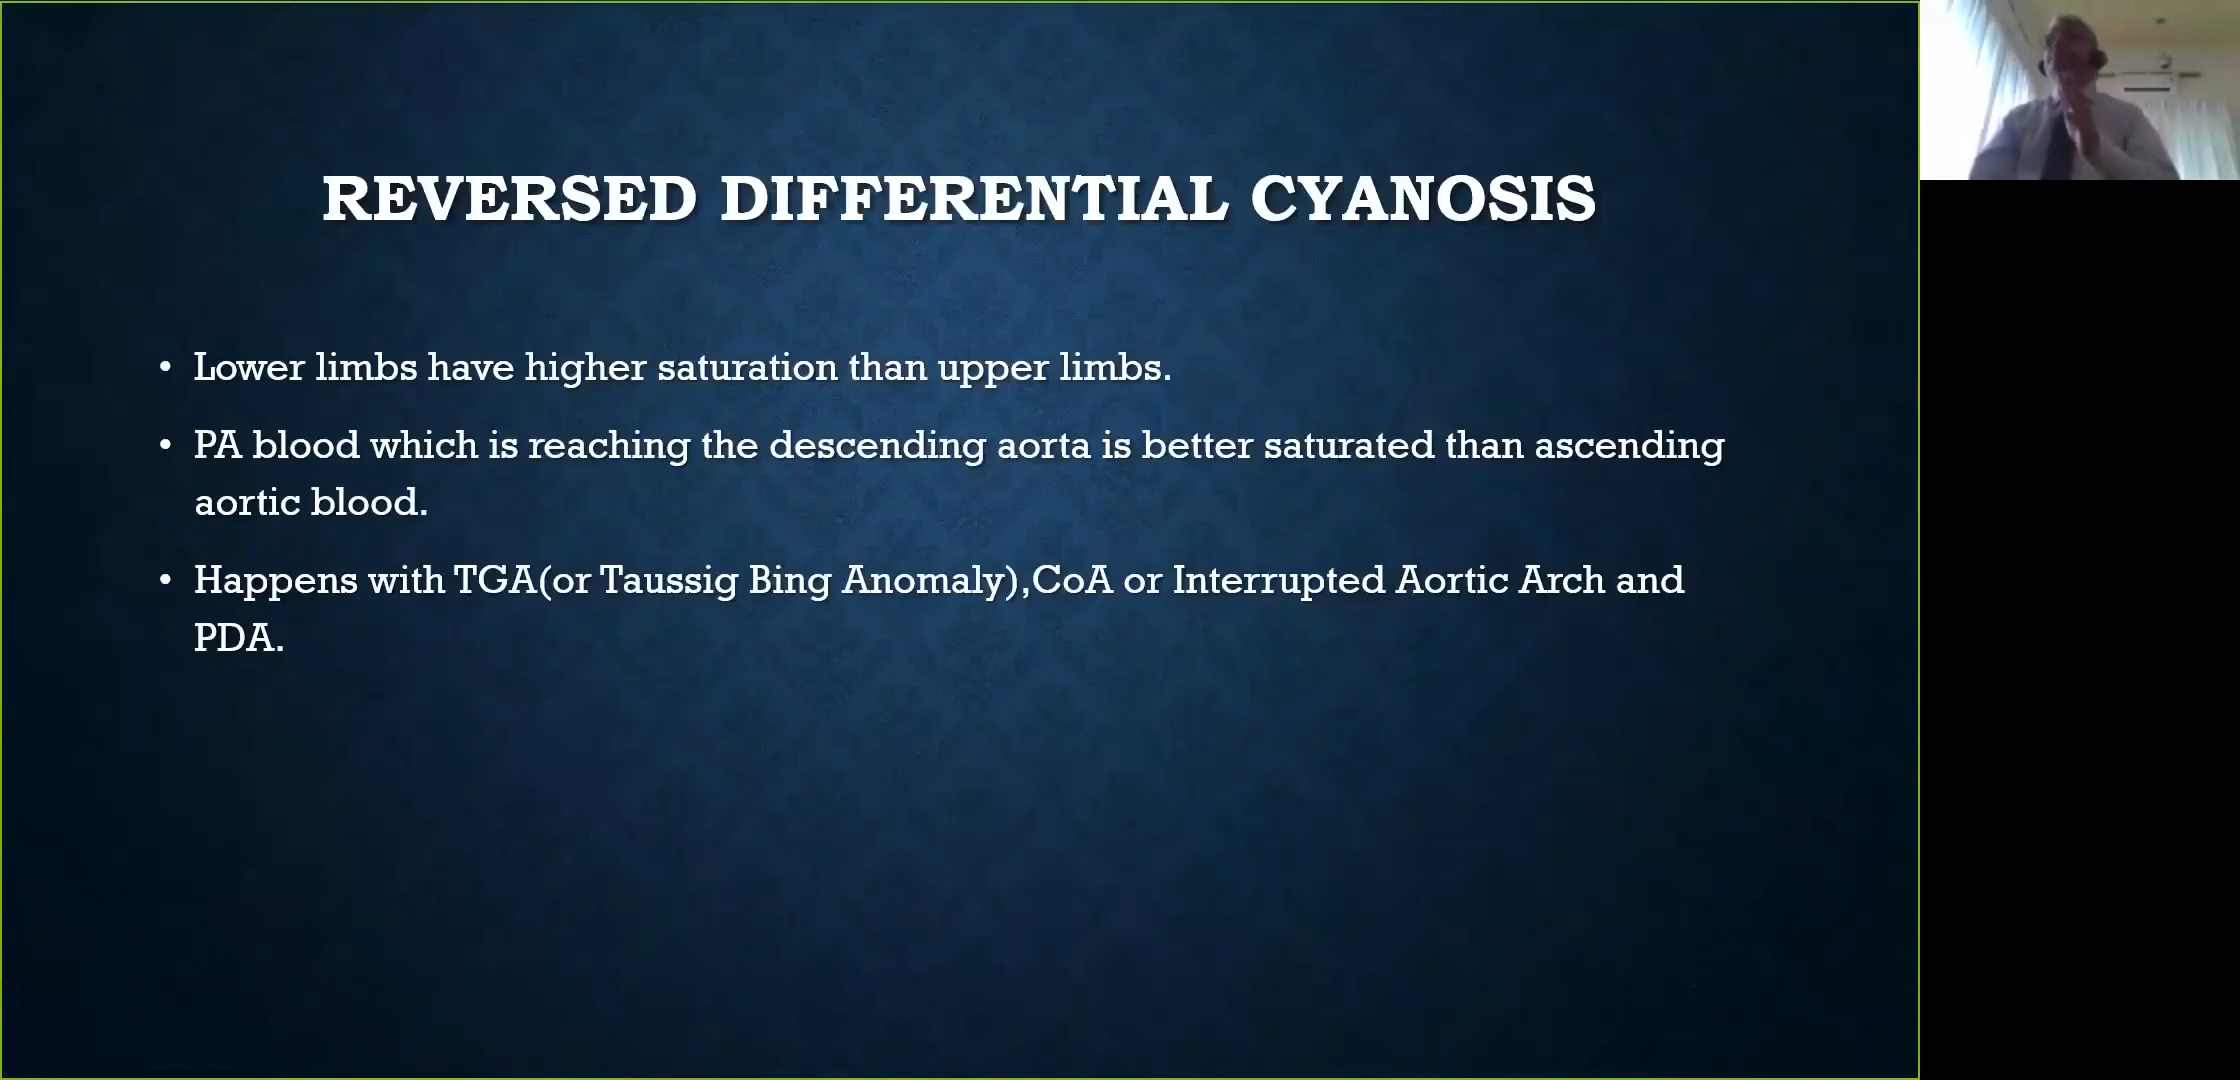 REVERSED DIFFERENTIAL CYANOSIS
• Lower limbs have higher saturation than upper limbs.
• PA blood which is reaching the descending aorta is better saturated than ascending
aortic blood.
• Happens with TGA(or Taussig Bing Anomaly),CoA or Interrupted Aortic Arch and
PDA.